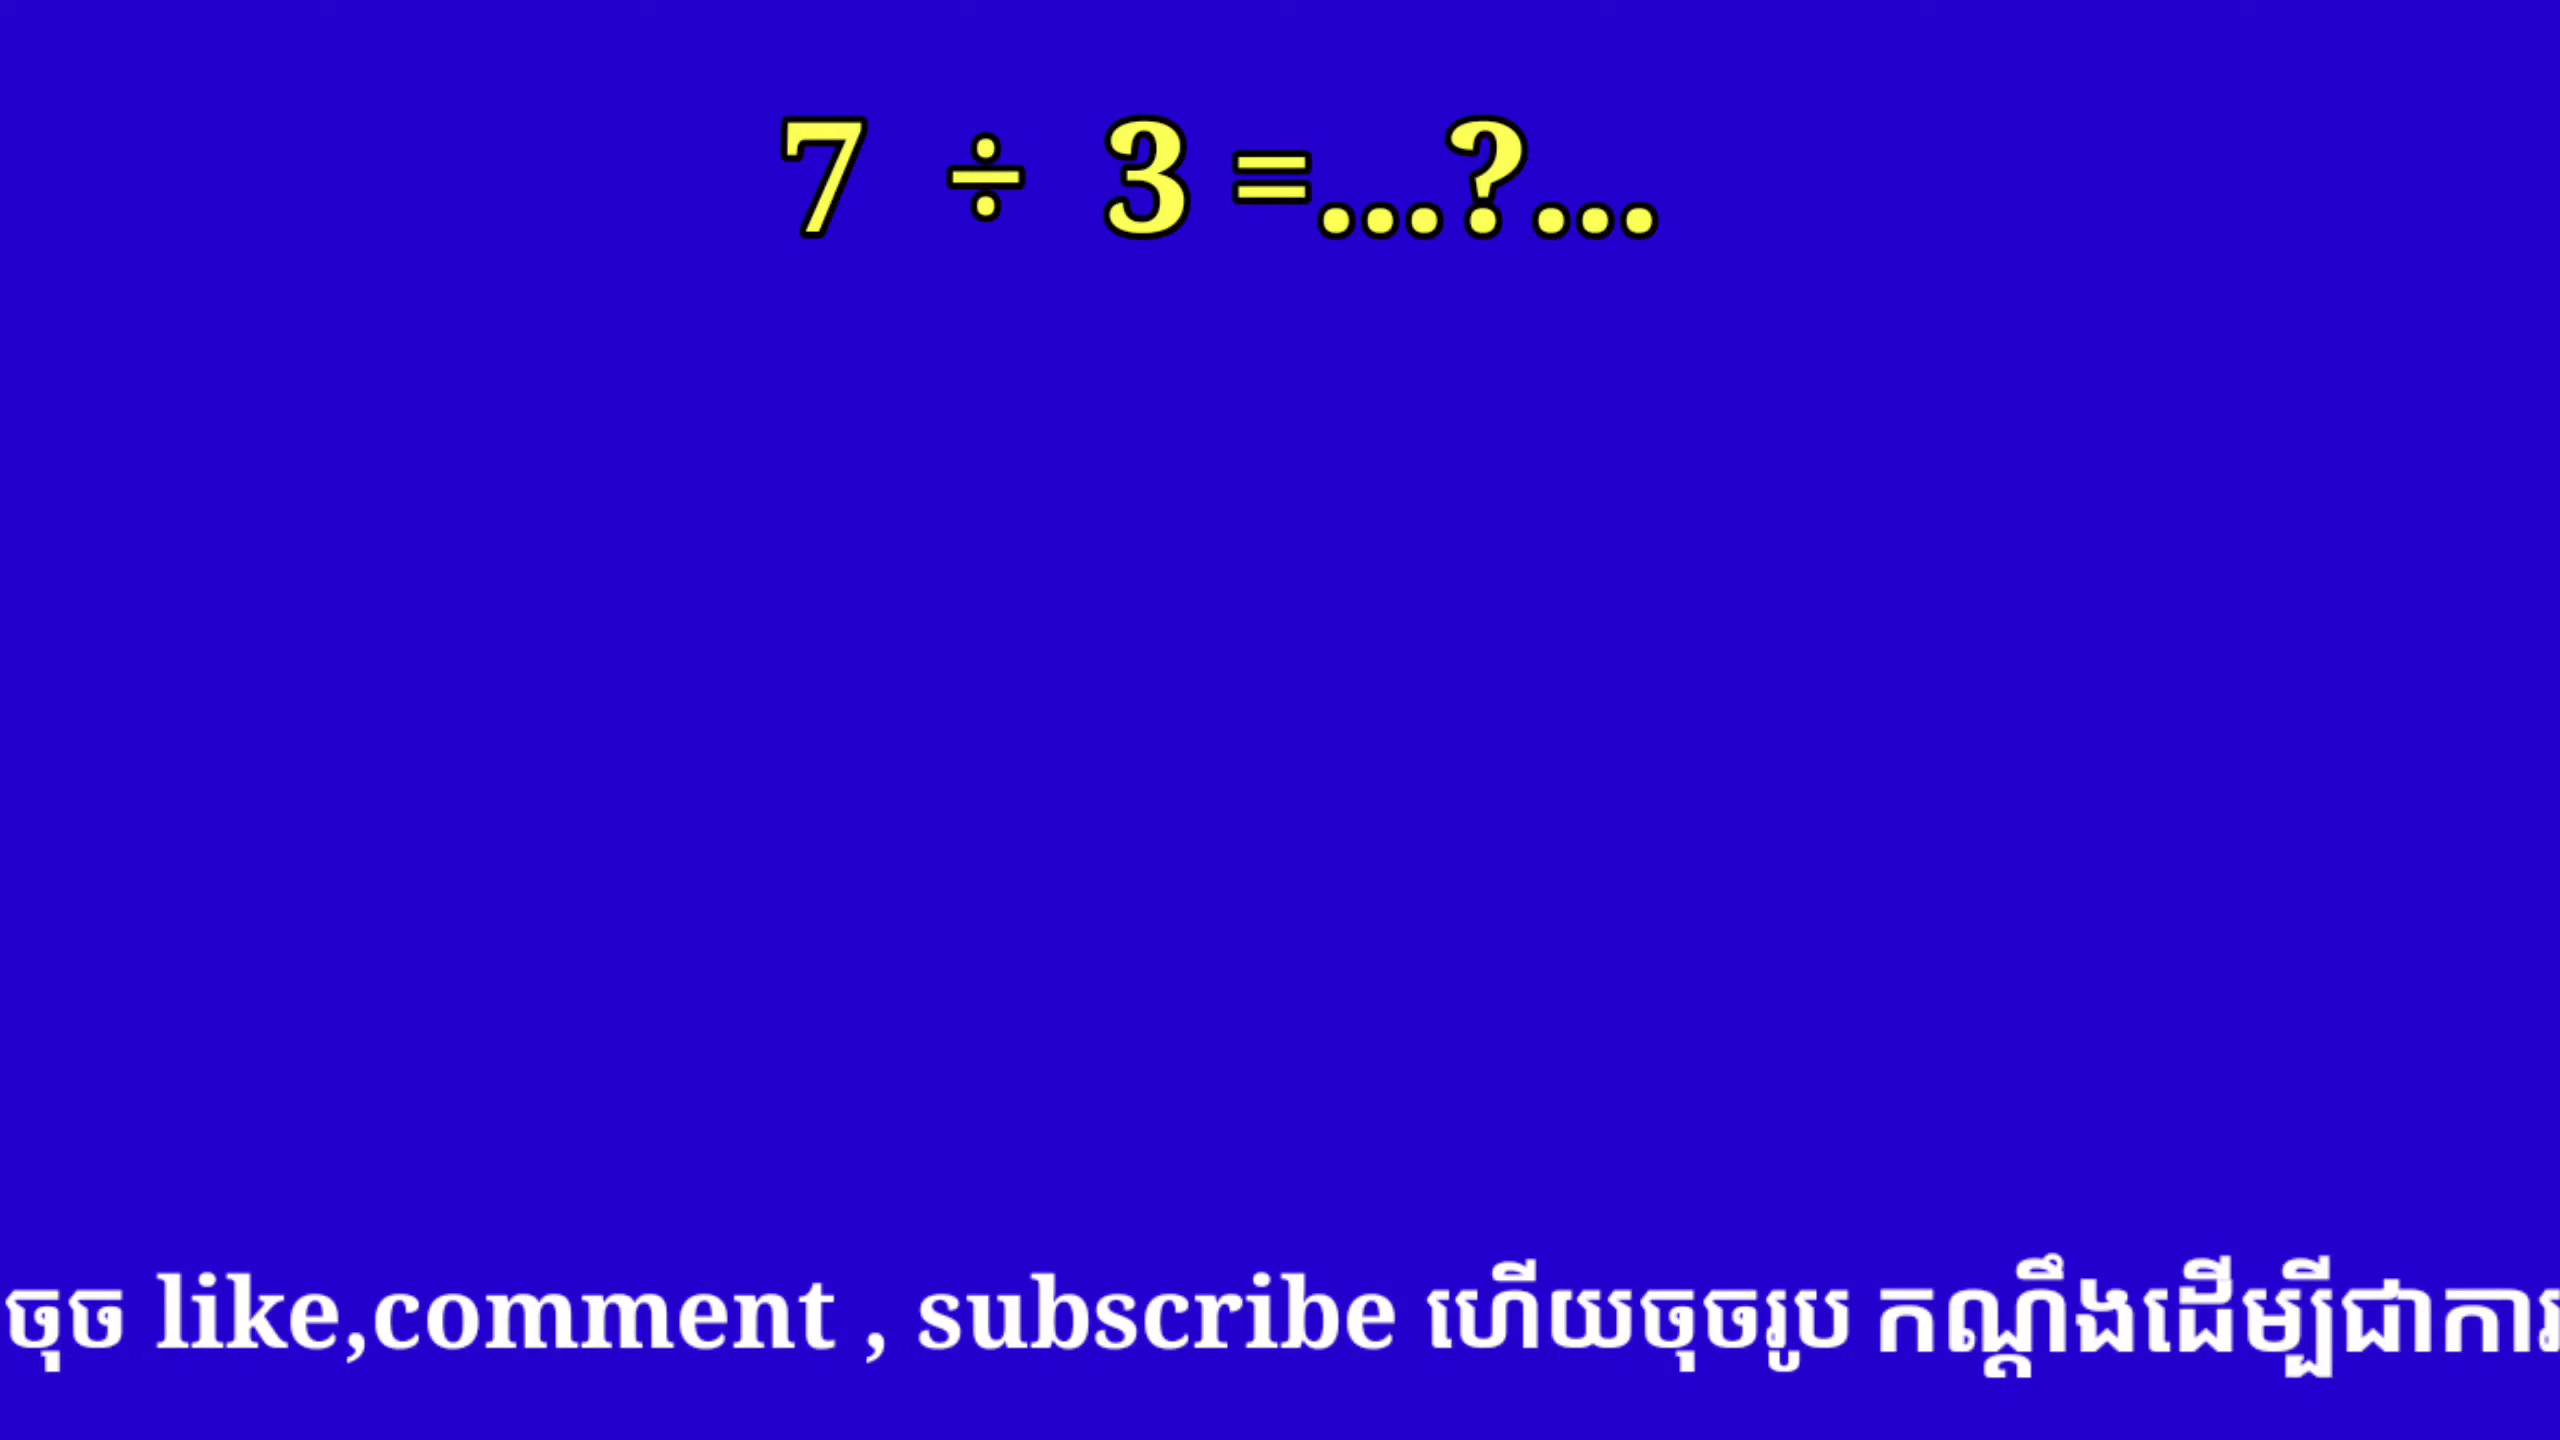 7 ÷ 3 =...?...
ចុច like,comment , subscribe ហើយចុចរូប កណ្ដឹងដើម្បីជាការ